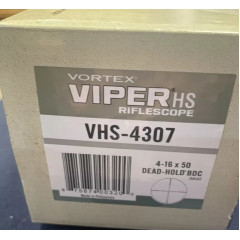 VORTEX®
VIPER® HS
RIFLESCOPE
VHS-4307
4-16 x 50
DEAD-HOLD® BDC